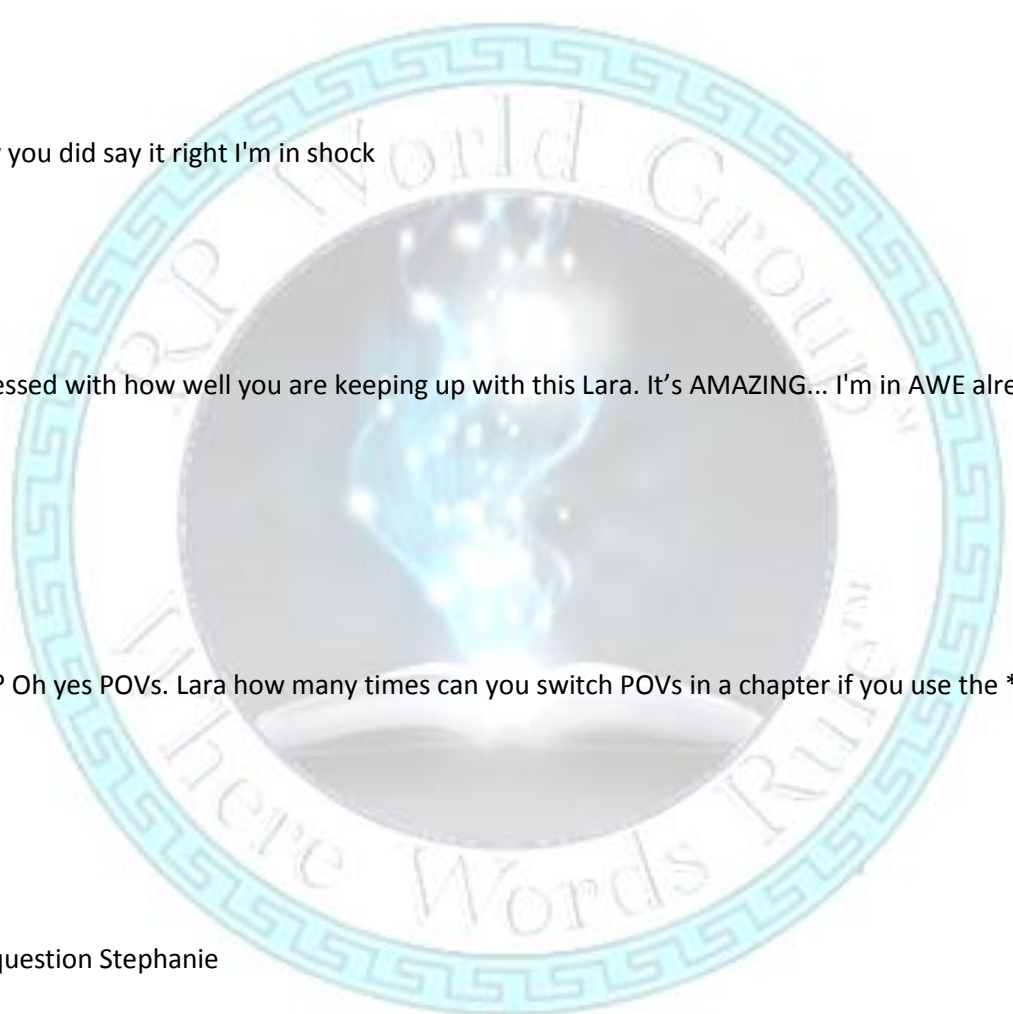 you did say it right I'm in shock
RP World Group™
essed with how well you are keeping up with this Lara. It’s AMAZING... I'm in AWE alre
? Oh yes POVs. Lara how many times can you switch POVs in a chapter if you use the *
Where Words Rule™
question Stephanie